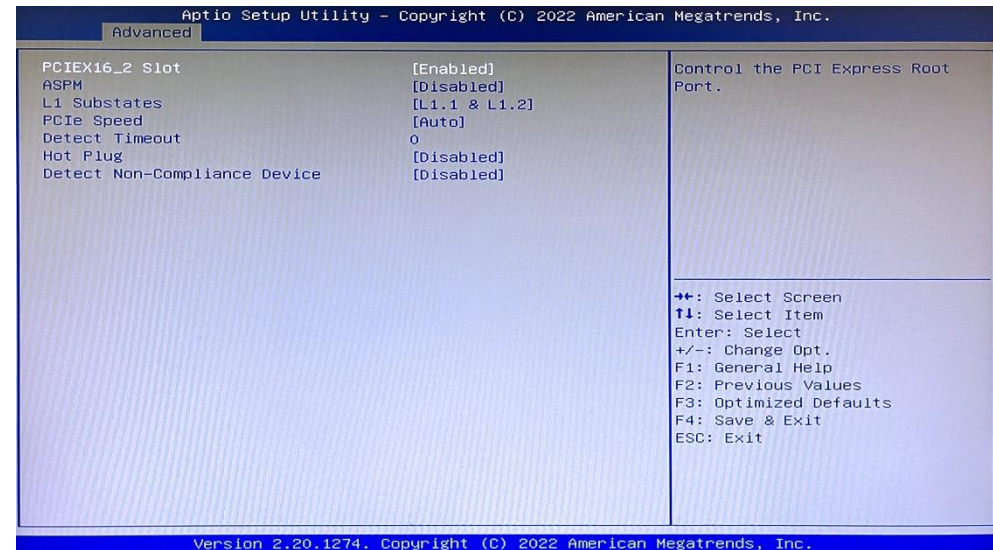 Aptio Setup Utility – Copyright (C) 2022 American Megatrends, Inc.
Advanced
PCIEX16_2 Slot [Enabled]
ASPM [Disabled]
L1 Substates [L1.1 & L1.2]
PCIe Speed [Auto]
Detect Timeout 0
Hot Plug [Disabled]
Detect Non-Compliance Device [Disabled]
Control the PCI Express Root
Port.
→←: Select Screen
↑↓: Select Item
Enter: Select
+/-: Change Opt.
F1: General Help
F2: Previous Values
F3: Optimized Defaults
F4: Save & Exit
ESC: Exit
Version 2.20.1274. Copyright (C) 2022 American Megatrends, Inc.